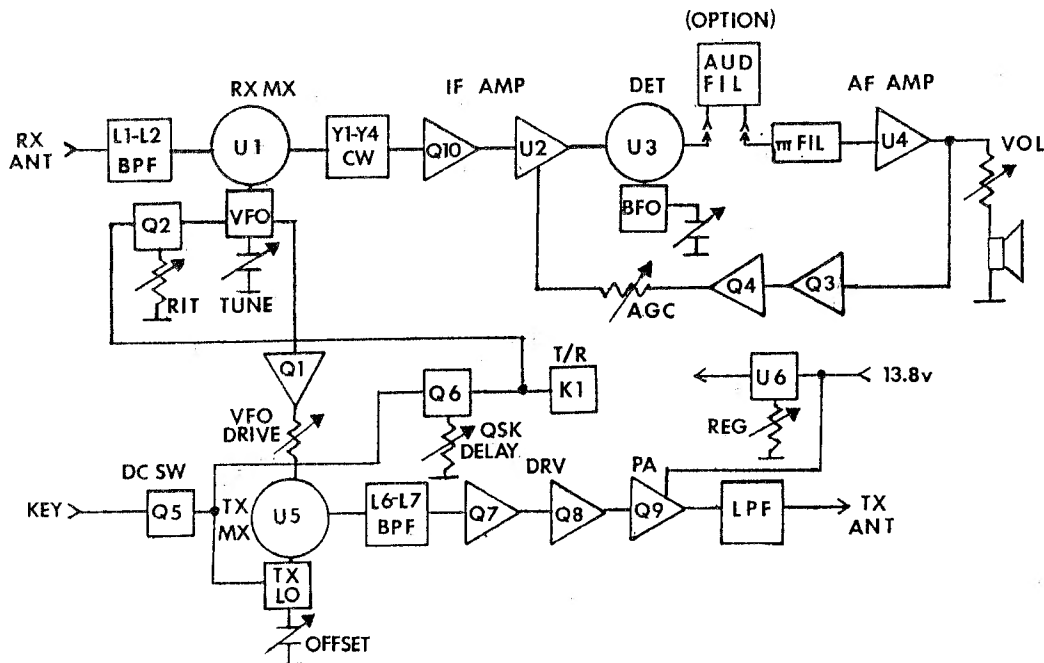 (OPTION)
RX MX
IF AMP
DET
AUD
FIL
AF AMP
RX
ANT
L1-L2
BPF
U1
Y1-Y4
CW
Q10
U2
U3
π FIL
U4
VOL
Q2
VFO
BFO
RIT
TUNE
AGC
Q4
Q3
Q1
T/R
K1
Q6
U6
13.8v
VFO
DRIVE
QSK
DELAY
REG
DC SW
DRV
PA
KEY
Q5
TX
MX
U5
L6-L7
BPF
Q7
Q8
Q9
LPF
TX
ANT
TX
LO
OFFSET